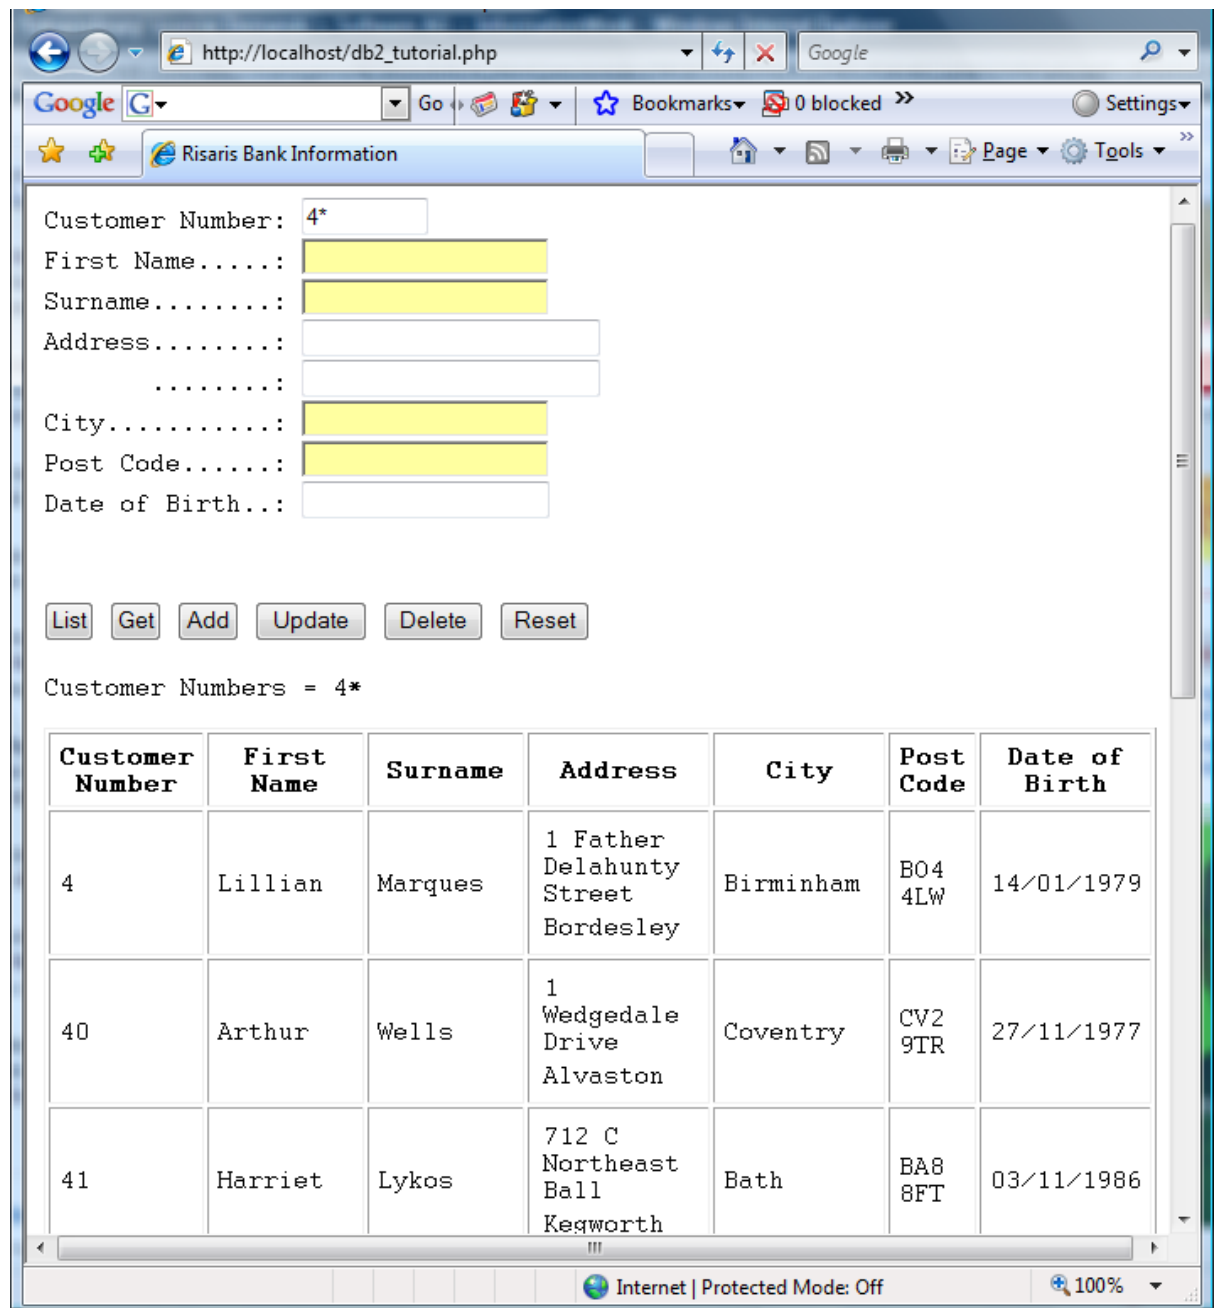 http://localhost/db2_tutorial.php Google
Google G Go Bookmarks 0 blocked » Settings
Risaris Bank Information Page Tools »
Customer Number: 4*
First Name.....:
Surname........:
Address........:
........:
City...........:
Post Code......:
Date of Birth..:
List Get Add Update Delete Reset
Customer Numbers = 4*
Customer Number First Name Surname Address City Post Code Date of Birth
4 Lillian Marques 1 Father Delahunty Street Bordesley Birminham BO4 4LW 14/01/1979
40 Arthur Wells 1 Wedgedale Drive Alvaston Coventry CV2 9TR 27/11/1977
41 Harriet Lykos 712 C Northeast Ball Kegworth Bath BA8 8FT 03/11/1986
Internet | Protected Mode: Off 100%